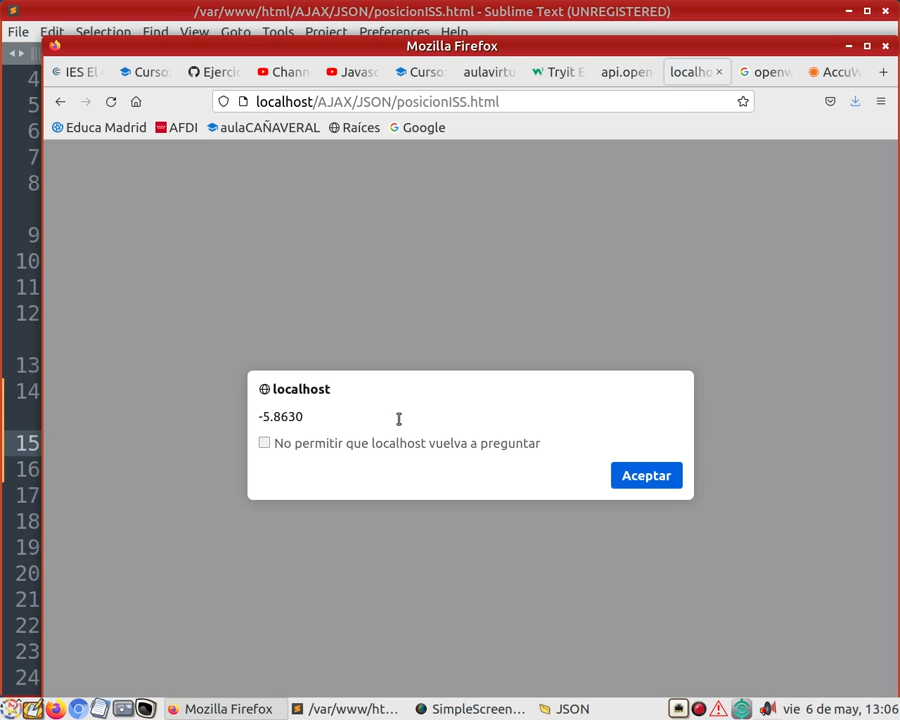 /var/www/html/AJAX/JSON/posicionISS.html - Sublime Text (UNREGISTERED)
File Edit Selection Find View Goto Tools Project Preferences Help
Mozilla Firefox
IES El Curso: Ejercic Chann Javasc Curso: aulavirtu Tryit E api.open localho openw AccuW
localhost/AJAX/JSON/posicionISS.html
Educa Madrid AFDI aulaCAÑAVERAL Raíces Google
4
5
6
7
8
9
10
11
12
13
14
15
16
17
18
19
20
21
22
23
24
localhost
-5.8630
No permitir que localhost vuelva a preguntar
Aceptar
Mozilla Firefox /var/www/ht... SimpleScreen... JSON vie 6 de may, 13:06